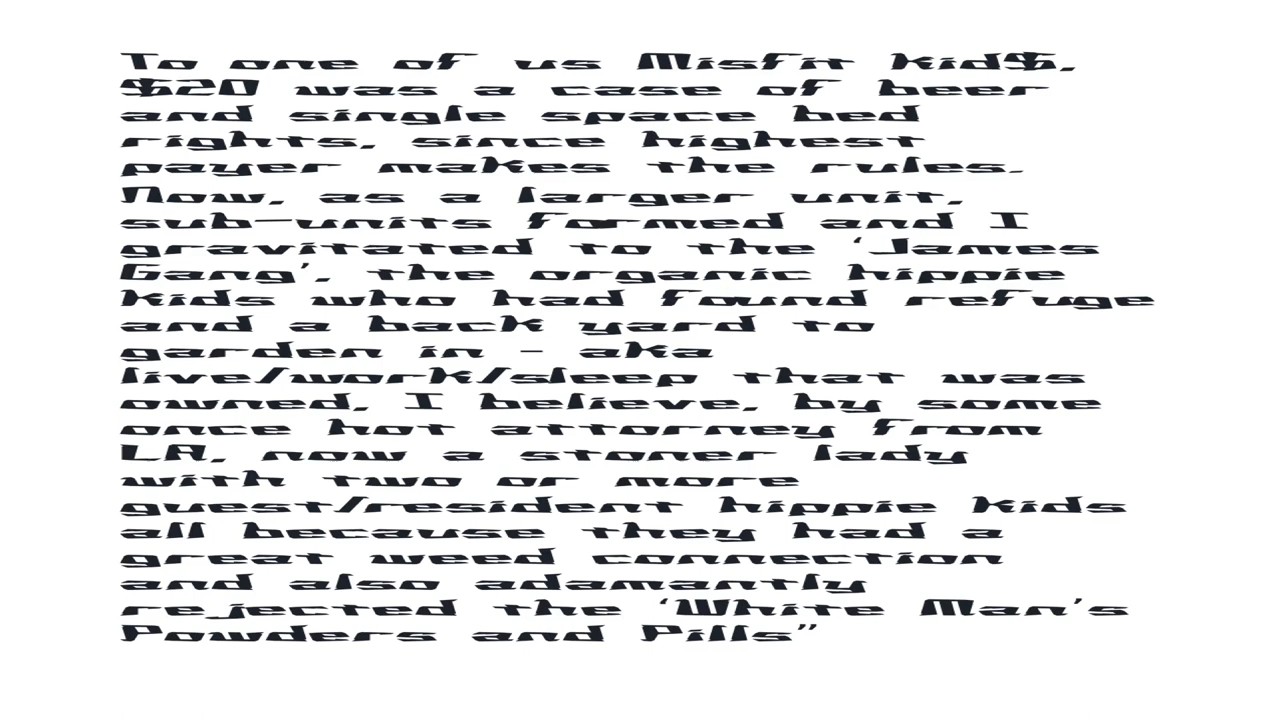 To one of us Misfit Kid$,
$20 was a case of beer
and single space bed
rights, since highest
payer makes the rules.
Now, as a larger unit,
sub-units formed and I
gravitated to the ‘James
Gang’, the organic hippie
kids who had found refuge
and a back yard to
garden in - aka
live/work/sleep that was
owned, I believe, by some
once hot attorney from
LA, now a stoner lady
with two or more
guest/resident hippie kids
all because they had a
great weed connection
and also adamantly
rejected the ‘White Man’s
Powders and Pills”